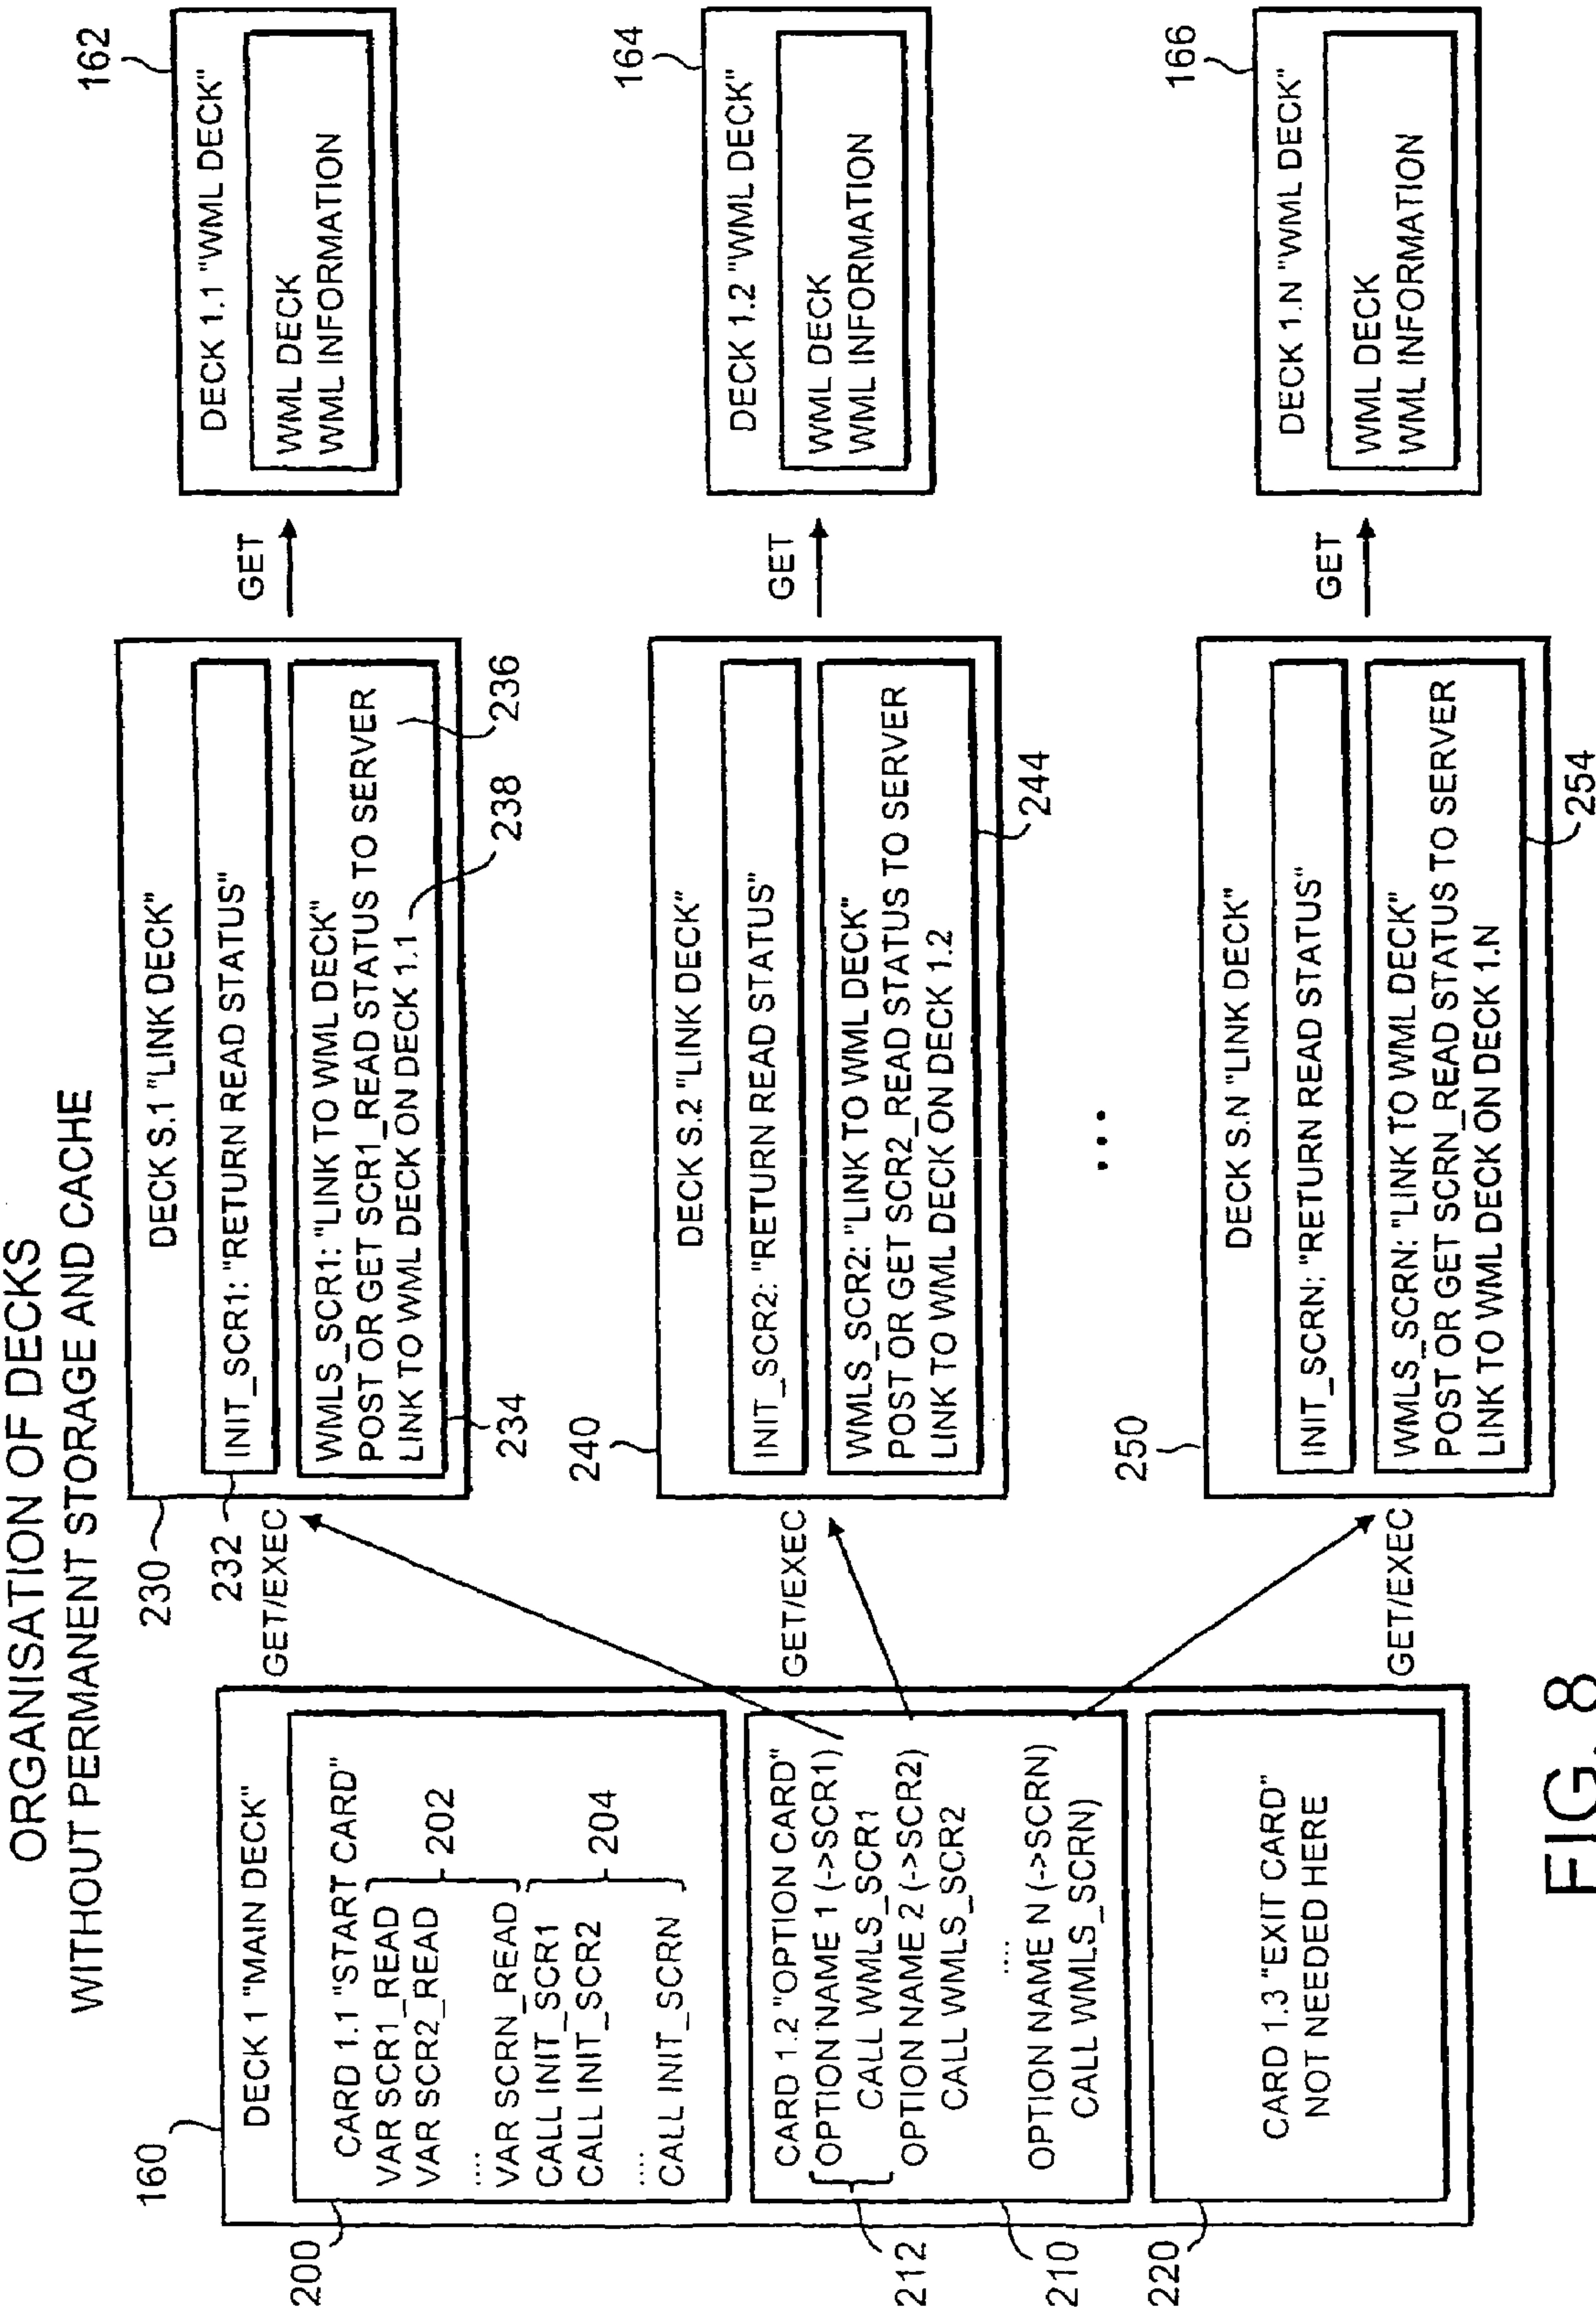 ORGANISATION OF DECKS
WITHOUT PERMANENT STORAGE AND CACHE
160
DECK 1 "MAIN DECK"
200
CARD 1.1 "START CARD"
VAR SCR1_READ
VAR SCR2_READ
....
VAR SCRN_READ
202
CALL INIT_SCR1
CALL INIT_SCR2
....
CALL INIT_SCRN
204
212
210
CARD 1.2 "OPTION CARD"
OPTION NAME 1 (->SCR1)
CALL WMLS_SCR1
OPTION NAME 2 (->SCR2)
CALL WMLS_SCR2
....
OPTION NAME N (->SCRN)
CALL WMLS_SCRN)
220
CARD 1.3 "EXIT CARD"
NOT NEEDED HERE
230
232
GET/EXEC
DECK S.1 "LINK DECK"
INIT_SCR1: "RETURN READ STATUS"
WMLS_SCR1: "LINK TO WML DECK"
POST OR GET SCR1_READ STATUS TO SERVER
LINK TO WML DECK ON DECK 1.1
234
238
236
GET
162
DECK 1.1 "WML DECK"
WML DECK
WML INFORMATION
240
GET/EXEC
DECK S.2 "LINK DECK"
INIT_SCR2: "RETURN READ STATUS"
WMLS_SCR2: "LINK TO WML DECK"
POST OR GET SCR2_READ STATUS TO SERVER
LINK TO WML DECK ON DECK 1.2
244
GET
164
DECK 1.2 "WML DECK"
WML DECK
WML INFORMATION
...
250
GET/EXEC
DECK S.N "LINK DECK"
INIT_SCRN: "RETURN READ STATUS"
WMLS_SCRN: "LINK TO WML DECK"
POST OR GET SCRN_READ STATUS TO SERVER
LINK TO WML DECK ON DECK 1.N
254
GET
166
DECK 1.N "WML DECK"
WML DECK
WML INFORMATION
FIG. 8